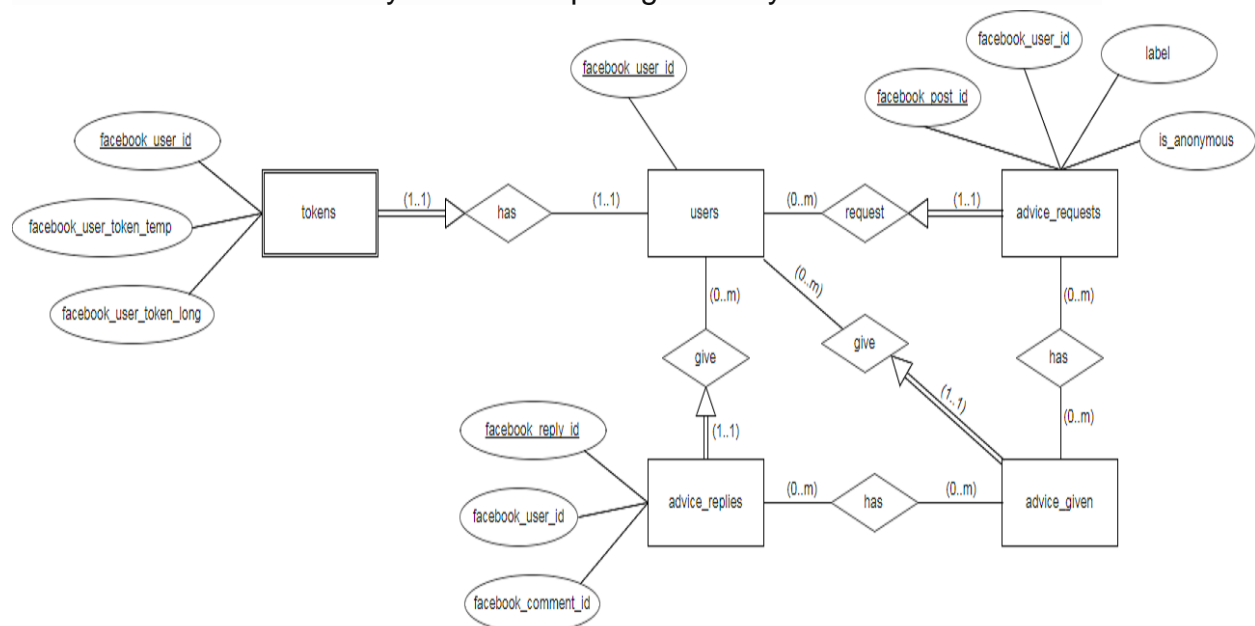 facebook_user_id
label
facebook_user_id
facebook_post_id
facebook_user_id
is_anonymous
(1..1)
(1..1)
(0..m)
(1..1)
tokens
has
users
request
advice_requests
facebook_user_token_temp
(0..m)
(0..m)
(0..m)
facebook_user_token_long
give
give
has
(1..1)
(0..m)
facebook_reply_id
(1..1)
advice_replies
(0..m)
has
(0..m)
advice_given
facebook_user_id
facebook_comment_id